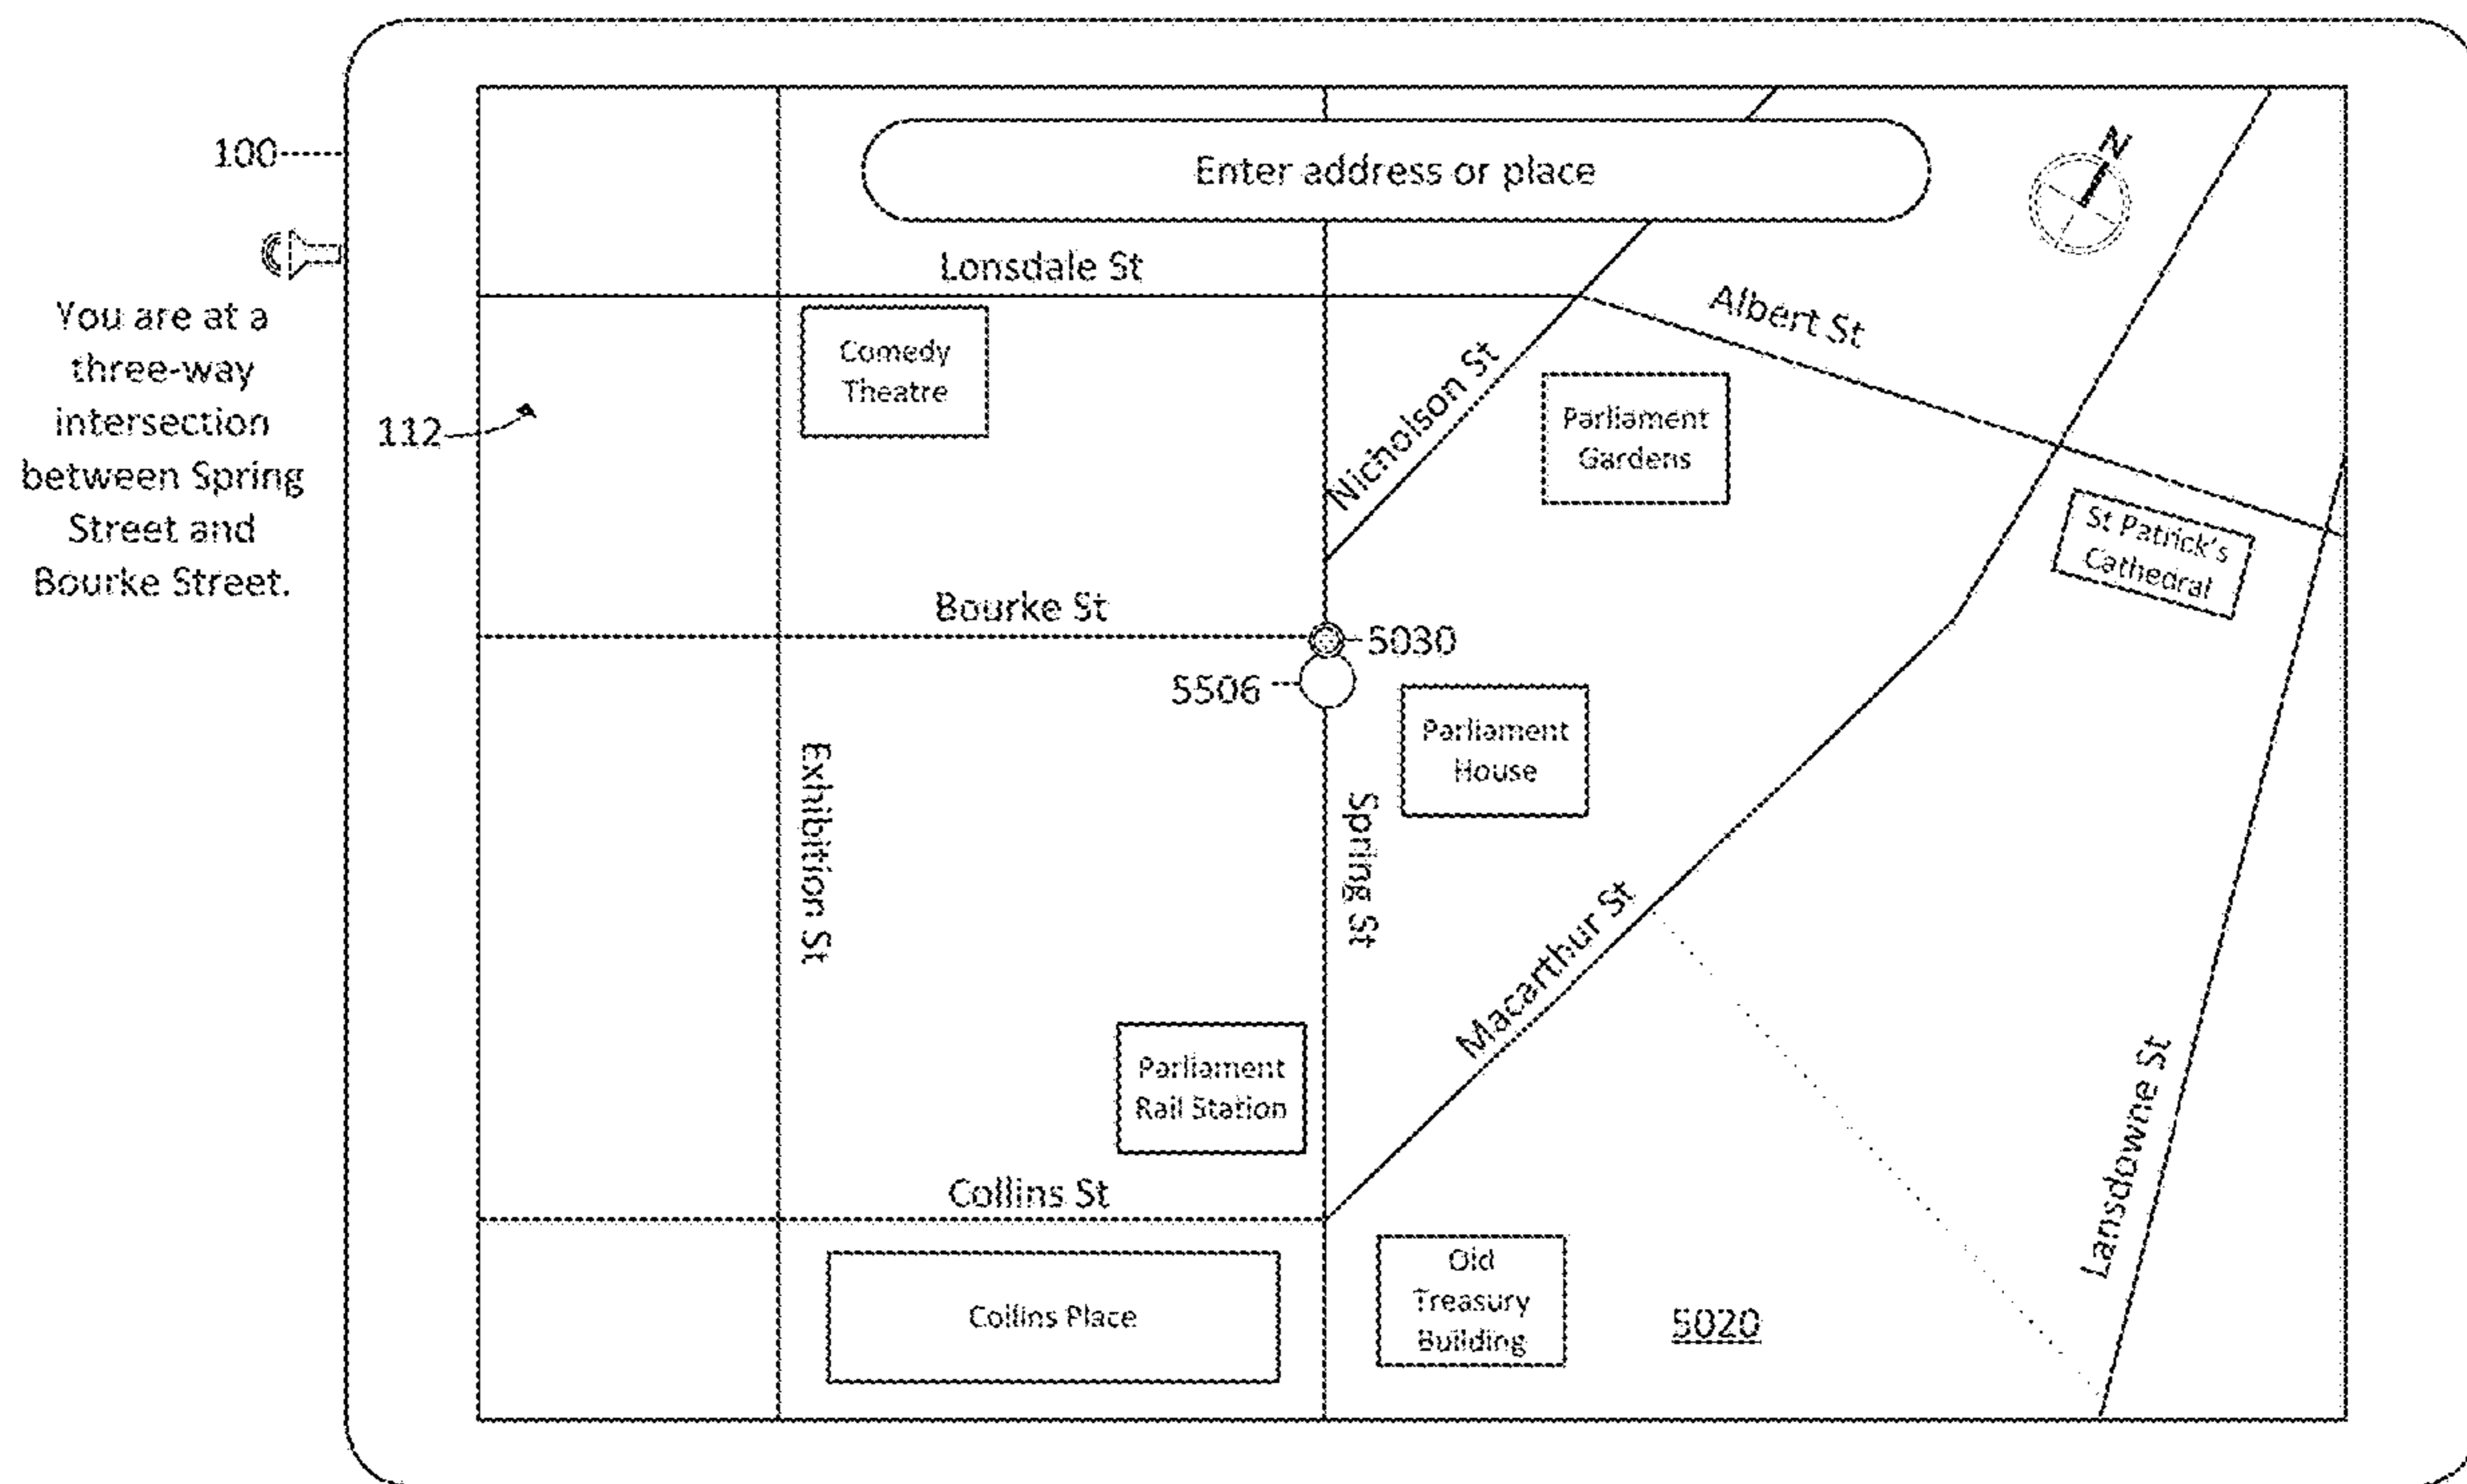 100
You are at a
three-way
intersection
between Spring
Street and
Bourke Street.
112
Enter address or place
N
Lonsdale St
Albert St
Comedy
Theatre
Nicholson St
Parliament
Gardens
St Patrick's
Cathedral
Bourke St
5030
5506
Parliament
House
Exhibition St
Spring St
Macarthur St
Parliament
Rail Station
Lansdowne St
Collins St
Collins Place
Old
Treasury
Building
5020